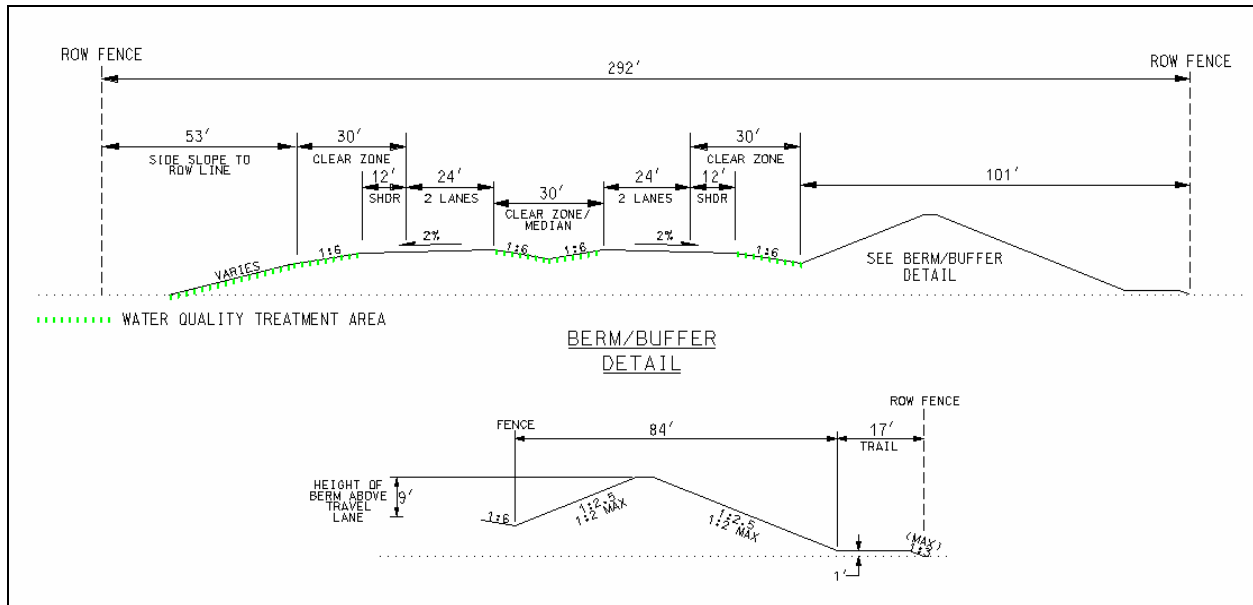 ROW FENCE
ROW FENCE
292'
53'
SIDE SLOPE TO
ROW LINE
30'
CLEAR ZONE
12'
SHDR
24'
2 LANES
30'
CLEAR ZONE/
MEDIAN
24'
2 LANES
30'
CLEAR ZONE
12'
SHDR
101'
VARIES
1:6
2%
1:6
1:6
2%
1:6
SEE BERM/BUFFER
DETAIL
WATER QUALITY TREATMENT AREA
BERM/BUFFER
DETAIL
FENCE
84'
ROW FENCE
17'
TRAIL
HEIGHT OF
BERM ABOVE
TRAVEL
LANE
9'
1:6
1:2.5
1:2 MAX
1:2.5
1:2 MAX
(MAX)
1:3
1'